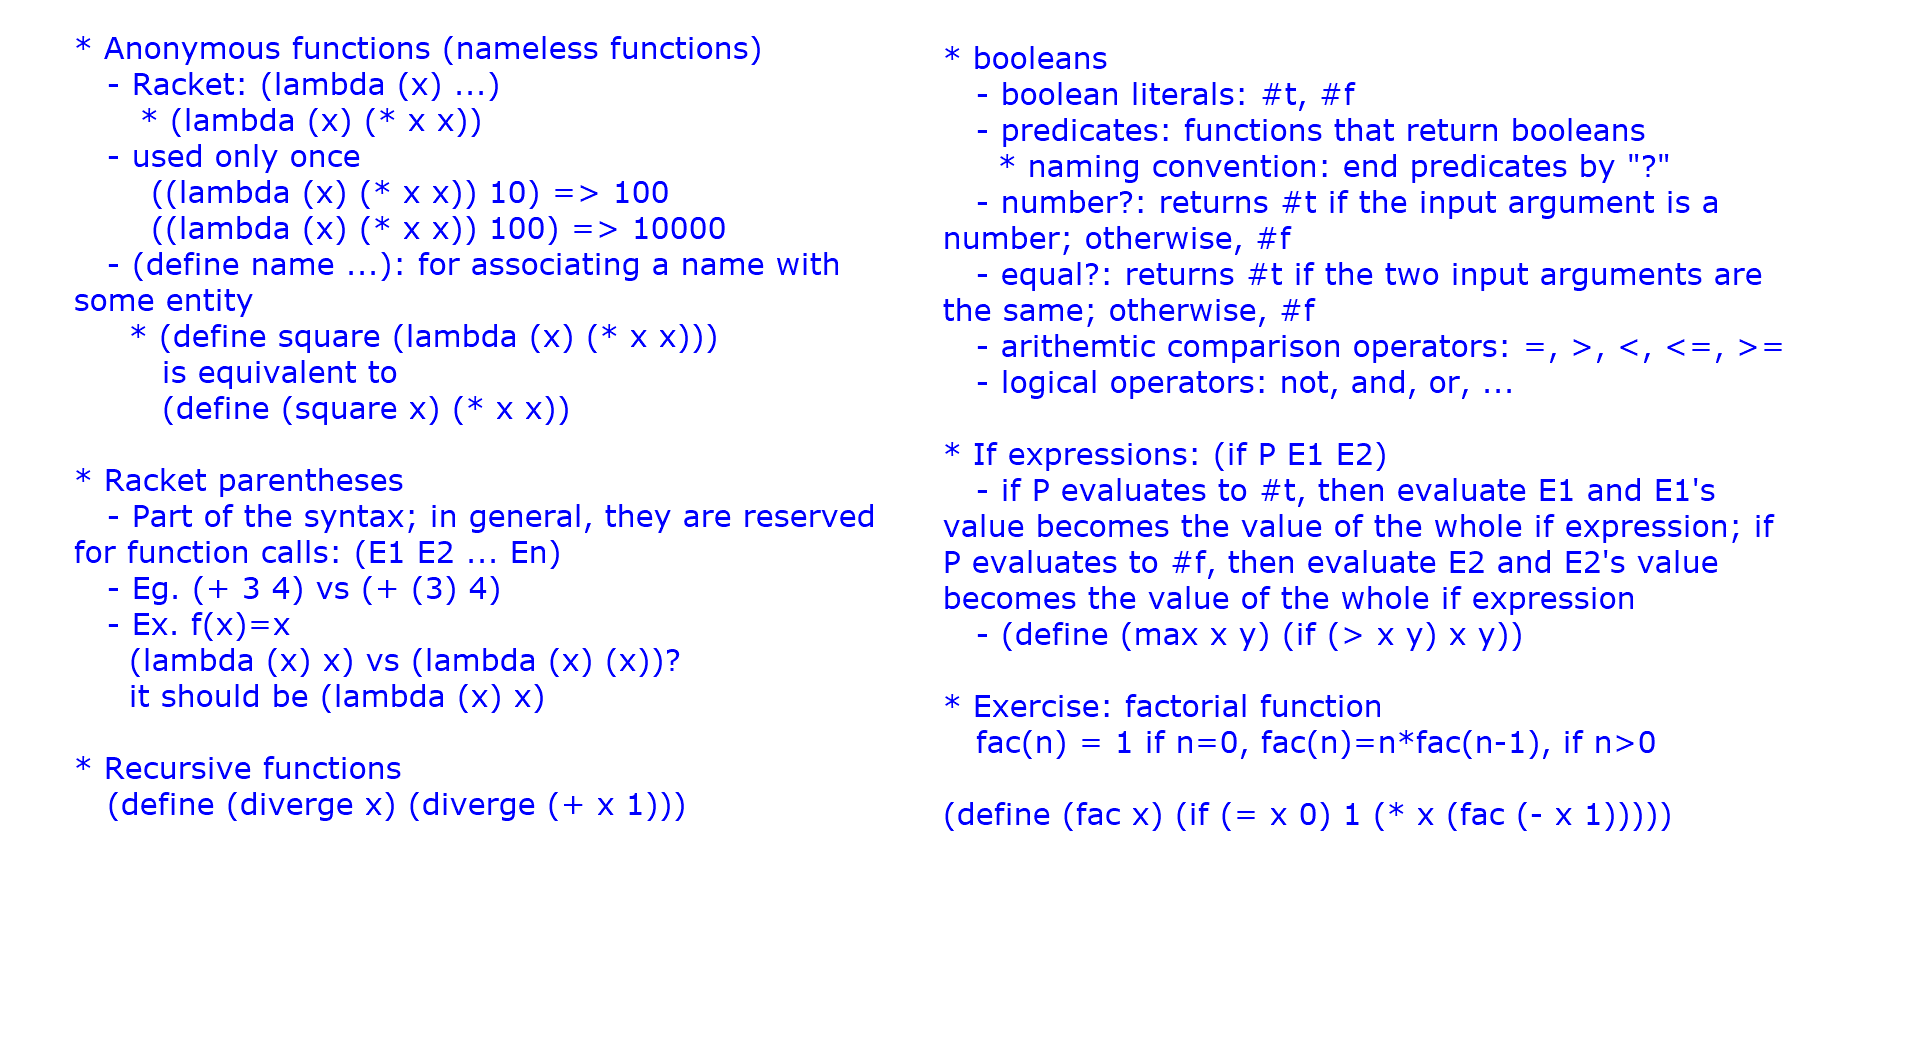 * Anonymous functions (nameless functions)
- Racket: (lambda (x) ...)
* (lambda (x) (* x x))
- used only once
((lambda (x) (* x x)) 10) => 100
((lambda (x) (* x x)) 100) => 10000
- (define name ...): for associating a name with
some entity
* (define square (lambda (x) (* x x)))
is equivalent to
(define (square x) (* x x))
* Racket parentheses
- Part of the syntax; in general, they are reserved
for function calls: (E1 E2 ... En)
- Eg. (+ 3 4) vs (+ (3) 4)
- Ex. f(x)=x
(lambda (x) x) vs (lambda (x) (x))?
it should be (lambda (x) x)
* Recursive functions
(define (diverge x) (diverge (+ x 1)))
* booleans
- boolean literals: #t, #f
- predicates: functions that return booleans
* naming convention: end predicates by "?"
- number?: returns #t if the input argument is a
number; otherwise, #f
- equal?: returns #t if the two input arguments are
the same; otherwise, #f
- arithemtic comparison operators: =, >, <, <=, >=
- logical operators: not, and, or, ...
* If expressions: (if P E1 E2)
- if P evaluates to #t, then evaluate E1 and E1's
value becomes the value of the whole if expression; if
P evaluates to #f, then evaluate E2 and E2's value
becomes the value of the whole if expression
- (define (max x y) (if (> x y) x y))
* Exercise: factorial function
fac(n) = 1 if n=0, fac(n)=n*fac(n-1), if n>0
(define (fac x) (if (= x 0) 1 (* x (fac (- x 1)))))